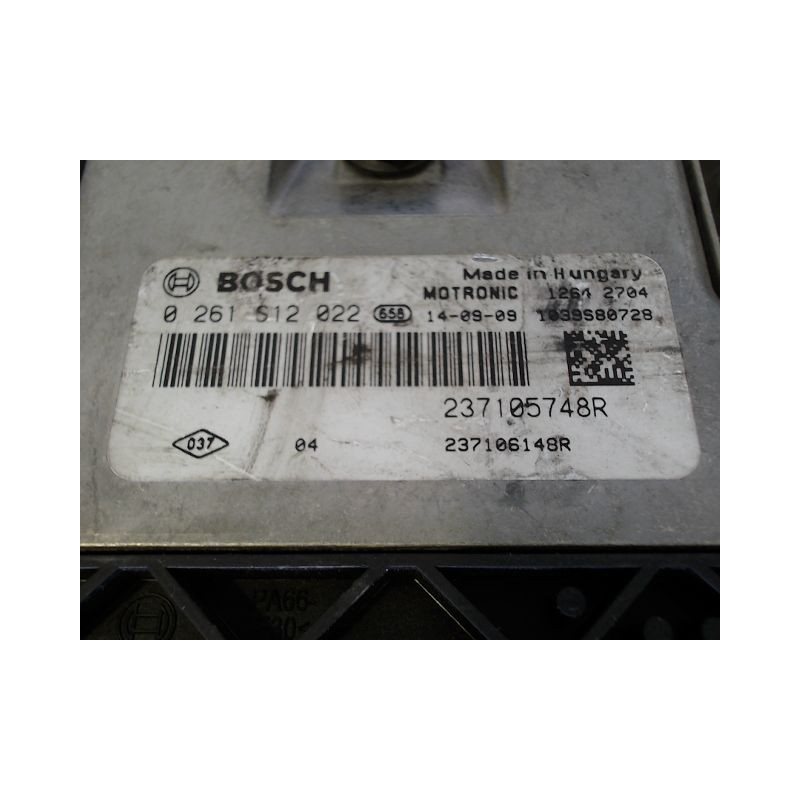 BOSCH
Made in Hungary
MOTRONIC 1264 2704
0 261 S12 022 658 14-09-09 1039S80728
237105748R
037 04 237106148R
PA66-